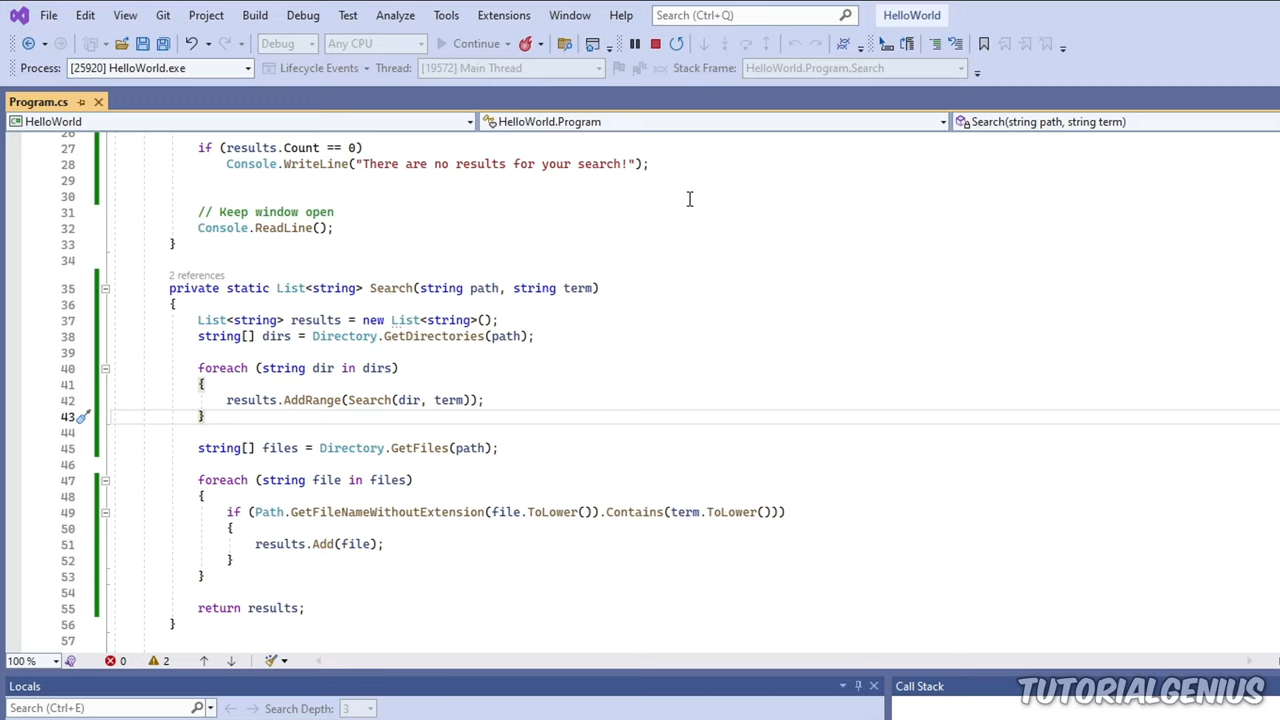 File Edit View Git Project Build Debug Test Analyze Tools Extensions Window Help Search (Ctrl+Q) HelloWorld
Debug Any CPU Continue
Process: [25920] HelloWorld.exe Lifecycle Events Thread: [19572] Main Thread Stack Frame: HelloWorld.Program.Search
Program.cs
HelloWorld HelloWorld.Program Search(string path, string term)
26
27 if (results.Count == 0)
28 Console.WriteLine("There are no results for your search!");
29
30
31 // Keep window open
32 Console.ReadLine();
33 }
34
2 references
35 private static List<string> Search(string path, string term)
36 {
37 List<string> results = new List<string>();
38 string[] dirs = Directory.GetDirectories(path);
39
40 foreach (string dir in dirs)
41 {
42 results.AddRange(Search(dir, term));
43 }
44
45 string[] files = Directory.GetFiles(path);
46
47 foreach (string file in files)
48 {
49 if (Path.GetFileNameWithoutExtension(file.ToLower()).Contains(term.ToLower()))
50 {
51 results.Add(file);
52 }
53 }
54
55 return results;
56 }
57
100 % 0 2
Locals Call Stack
Search (Ctrl+E) Search Depth: 3
TUTORIALGENIUS